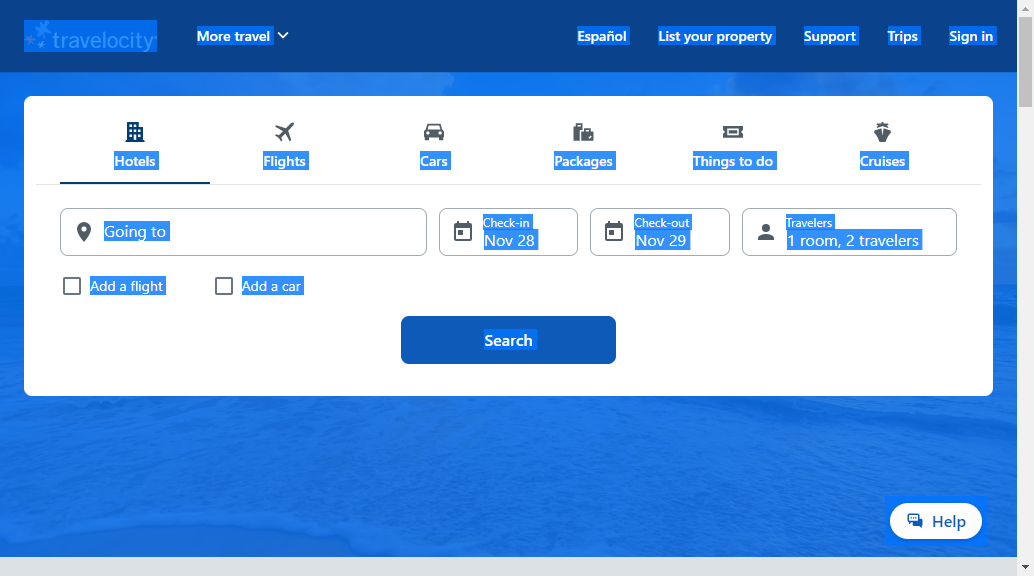 travelocity
More travel
Español
List your property
Support
Trips
Sign in
Hotels
Flights
Cars
Packages
Things to do
Cruises
Going to
Check-in
Nov 28
Check-out
Nov 29
Travelers
1 room, 2 travelers
Add a flight
Add a car
Search
Help